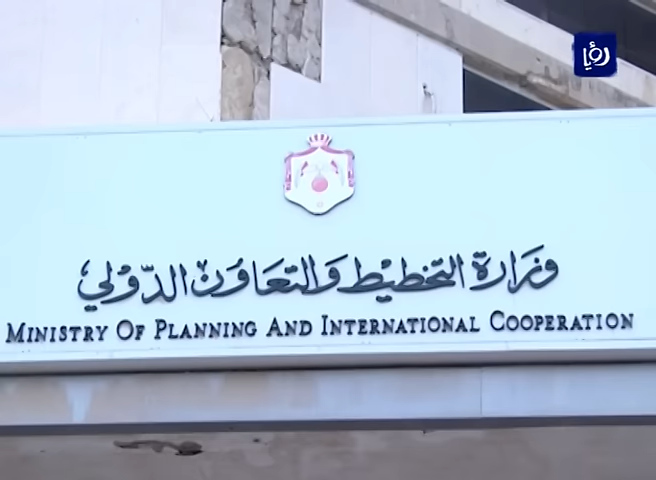 رؤيا
وزارة التخطيط والتعاون الدولي
MINISTRY OF PLANNING AND INTERNATIONAL COOPERATION